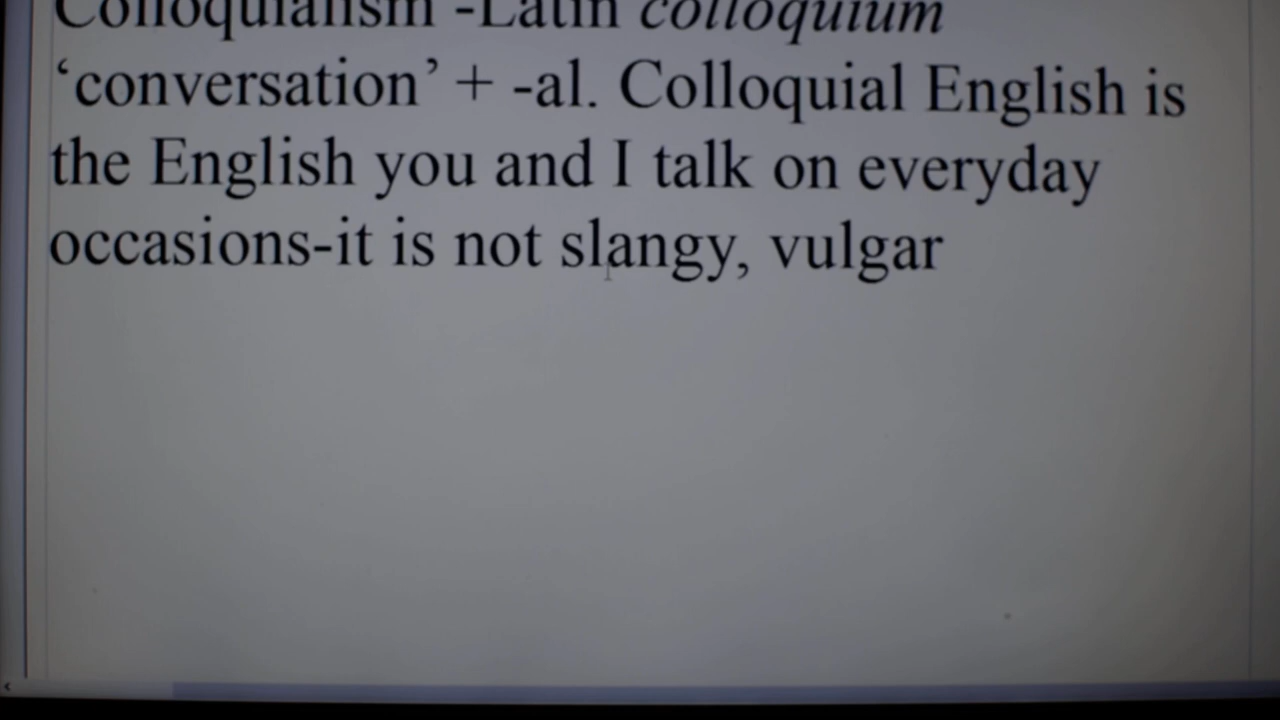 Colloquialism -Latin colloquium
‘conversation’ + -al. Colloquial English is
the English you and I talk on everyday
occasions-it is not slangy, vulgar